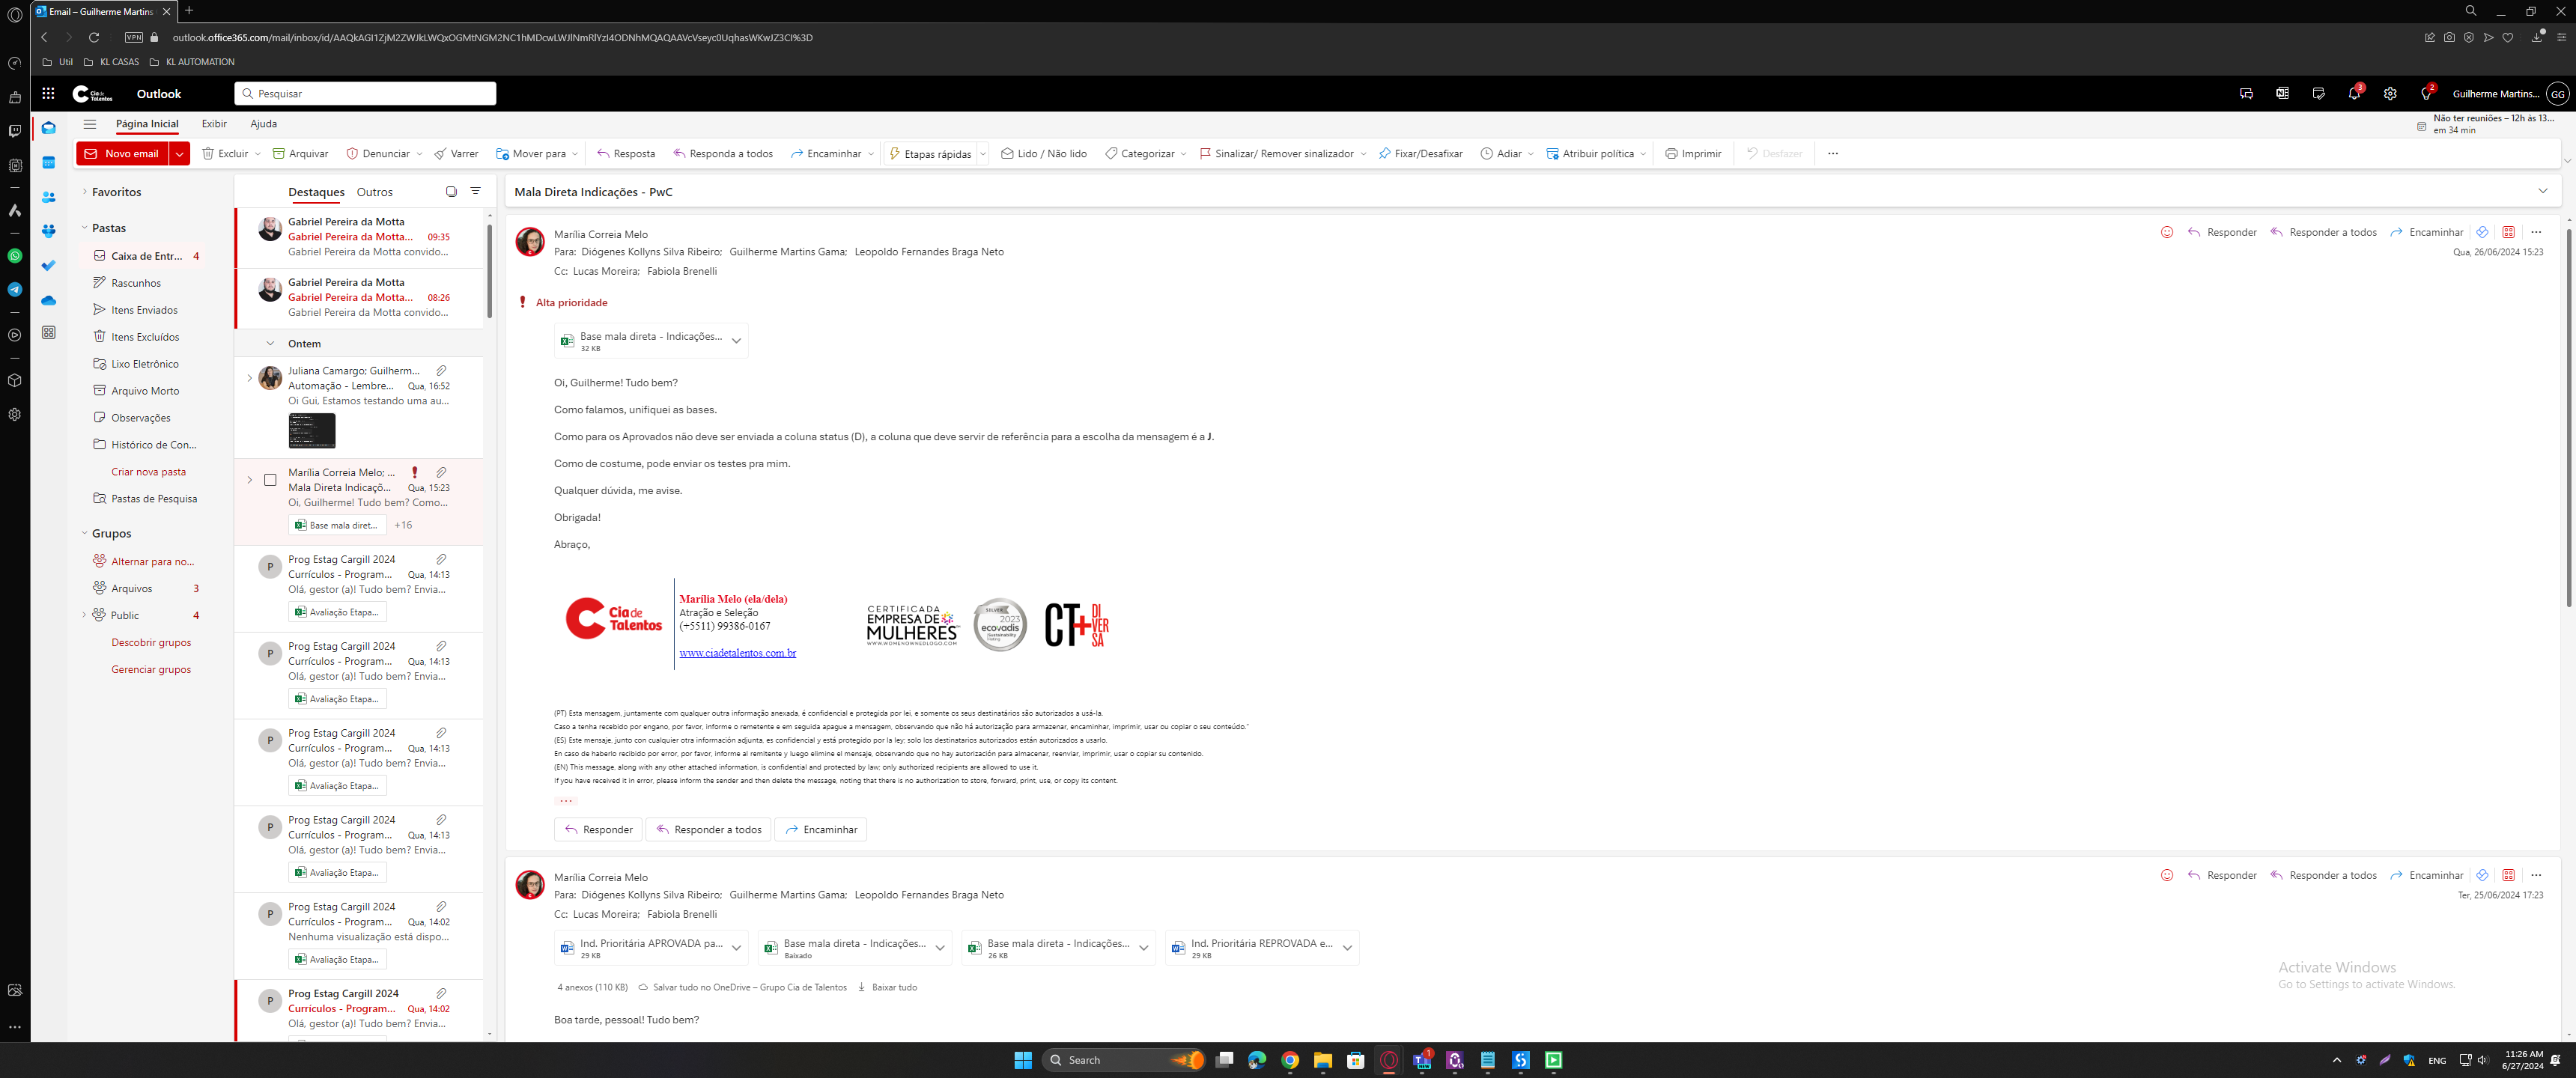 Email – Guilherme Martins
VPN
outlook.office365.com/mail/inbox/id/AAQkAGI1ZjM2ZWJkLWQxOGMtNGM2NC1hMDcwLWJlNmRlYzI4ODNhMQAQAAVcVseyc0UqhasWKwJZ3CI%3D
Util
KL CASAS
KL AUTOMATION
Cia de Talentos
Outlook
Pesquisar
3
2
Guilherme Martins...
GG
Página Inicial
Exibir
Ajuda
Não ter reuniões – 12h às 13...
em 34 min
Novo email
Excluir
Arquivar
Denunciar
Varrer
Mover para
Resposta
Responda a todos
Encaminhar
Etapas rápidas
Lido / Não lido
Categorizar
Sinalizar/ Remover sinalizador
Fixar/Desafixar
Adiar
Atribuir política
Imprimir
Desfazer
Favoritos
Pastas
Caixa de Entr... 4
Rascunhos
Itens Enviados
Itens Excluídos
Lixo Eletrônico
Arquivo Morto
Observações
Histórico de Con...
Criar nova pasta
Pastas de Pesquisa
Grupos
Alternar para no...
Arquivos 3
Public 4
Descobrir grupos
Gerenciar grupos
Destaques
Outros
Gabriel Pereira da Motta
Gabriel Pereira da Motta... 09:35
Gabriel Pereira da Motta convido...
Gabriel Pereira da Motta
Gabriel Pereira da Motta... 08:26
Gabriel Pereira da Motta convido...
Ontem
Juliana Camargo; Guilherm...
Automação - Lembre... Qua, 16:52
Oi Gui, Estamos testando uma au...
Marília Correia Melo; ...
Mala Direta Indicaçõ... Qua, 15:23
Oi, Guilherme! Tudo bem? Como...
Base mala diret... +16
P
Prog Estag Cargill 2024
Currículos - Program... Qua, 14:13
Olá, gestor (a)! Tudo bem? Envia...
Avaliação Etapa...
P
Prog Estag Cargill 2024
Currículos - Program... Qua, 14:13
Olá, gestor (a)! Tudo bem? Envia...
Avaliação Etapa...
P
Prog Estag Cargill 2024
Currículos - Program... Qua, 14:13
Olá, gestor (a)! Tudo bem? Envia...
Avaliação Etapa...
P
Prog Estag Cargill 2024
Currículos - Program... Qua, 14:13
Olá, gestor (a)! Tudo bem? Envia...
Avaliação Etapa...
P
Prog Estag Cargill 2024
Currículos - Program... Qua, 14:02
Nenhuma visualização está dispo...
Avaliação Etapa...
P
Prog Estag Cargill 2024
Currículos - Program... Qua, 14:02
Olá, gestor (a)! Tudo bem? Envia...
Mala Direta Indicações - PwC
Marília Correia Melo
Para: Diógenes Kollyns Silva Ribeiro; Guilherme Martins Gama; Leopoldo Fernandes Braga Neto
Cc: Lucas Moreira; Fabiola Brenelli
Responder
Responder a todos
Encaminhar
Qua, 26/06/2024 15:23
Alta prioridade
Base mala direta - Indicações...
32 KB
Oi, Guilherme! Tudo bem?
Como falamos, unifiquei as bases.
Como para os Aprovados não deve ser enviada a coluna status (D), a coluna que deve servir de referência para a escolha da mensagem é a J.
Como de costume, pode enviar os testes pra mim.
Qualquer dúvida, me avise.
Obrigada!
Abraço,
Cia de Talentos
Marília Melo (ela/dela)
Atração e Seleção
(+5511) 99386-0167
www.ciadetalentos.com.br
CERTIFICADA
EMPRESA DE
MULHERES
WWW.WOMENOWNEDLOGO.COM
SILVER
2023
ecovadis
Sustainability
Rating
CT+
DI
VER
SA
(PT) Esta mensagem, juntamente com qualquer outra informação anexada, é confidencial e protegida por lei, e somente os seus destinatários são autorizados a usá-la.
Caso a tenha recebido por engano, por favor, informe o remetente e em seguida apague a mensagem, observando que não há autorização para armazenar, encaminhar, imprimir, usar ou copiar o seu conteúdo."
(ES) Este mensaje, junto con cualquier otra información adjunta, es confidencial y está protegido por la ley; solo los destinatarios autorizados están autorizados a usarlo.
En caso de haberlo recibido por error, por favor, informe al remitente y luego elimine el mensaje, observando que no hay autorización para almacenar, reenviar, imprimir, usar o copiar su contenido.
(EN) This message, along with any other attached information, is confidential and protected by law; only authorized recipients are allowed to use it.
If you have received it in error, please inform the sender and then delete the message, noting that there is no authorization to store, forward, print, use, or copy its content.
Responder
Responder a todos
Encaminhar
Marília Correia Melo
Para: Diógenes Kollyns Silva Ribeiro; Guilherme Martins Gama; Leopoldo Fernandes Braga Neto
Cc: Lucas Moreira; Fabiola Brenelli
Responder
Responder a todos
Encaminhar
Ter, 25/06/2024 17:23
Ind. Prioritária APROVADA pa...
29 KB
Base mala direta - Indicações...
Baixado
Base mala direta - Indicações...
26 KB
Ind. Prioritária REPROVADA e...
29 KB
4 anexos (110 KB)
Salvar tudo no OneDrive – Grupo Cia de Talentos
Baixar tudo
Boa tarde, pessoal! Tudo bem?
Activate Windows
Go to Settings to activate Windows.
Search
1
ENG
11:26 AM
6/27/2024